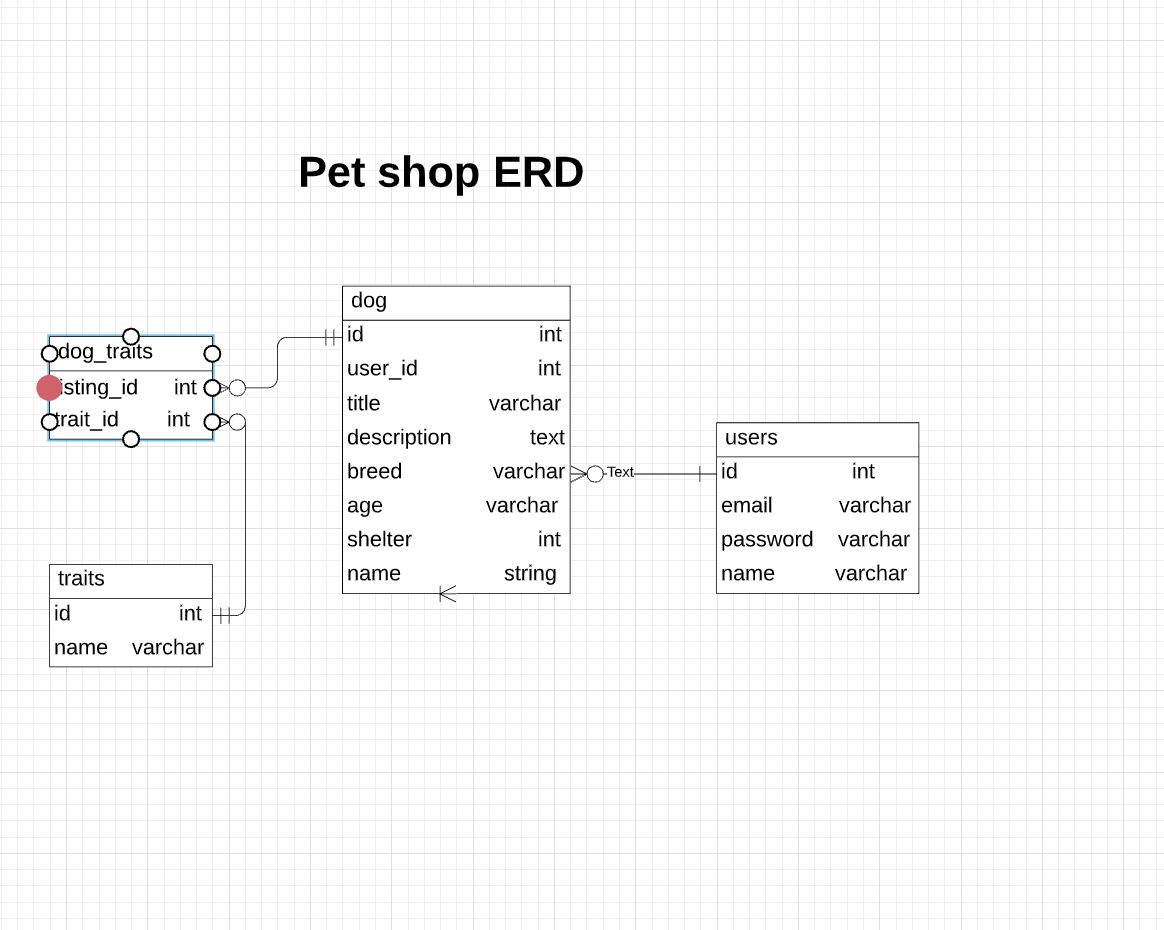 Pet shop ERD
dog
id int
user_id int
title varchar
description text
breed varchar
age varchar
shelter int
name string
dog_traits
isting_id int
trait_id int
traits
id int
name varchar
Text
users
id int
email varchar
password varchar
name varchar